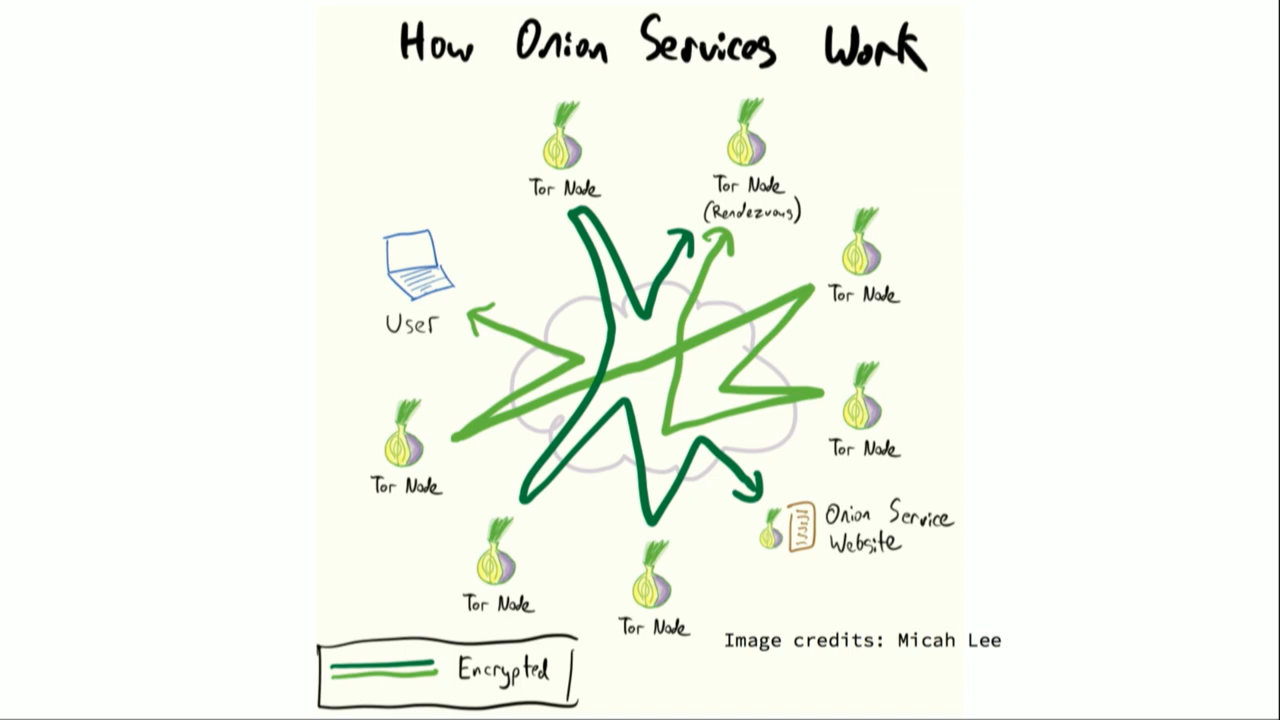 How Onion Services Work
Tor Node
Tor Node
(Rendezvous)
Tor Node
User
Tor Node
Tor Node
Onion Service
Website
Tor Node
Tor Node
Image credits: Micah Lee
Encrypted